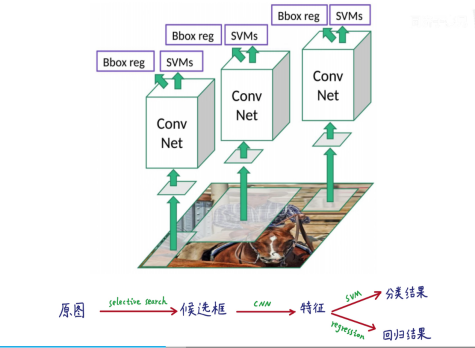 Bbox reg SVMs
Bbox reg SVMs
Bbox reg SVMs
Conv Net
Conv Net
Conv Net
selective search CNN SVM
原图 候选框 特征 分类结果
regression 回归结果